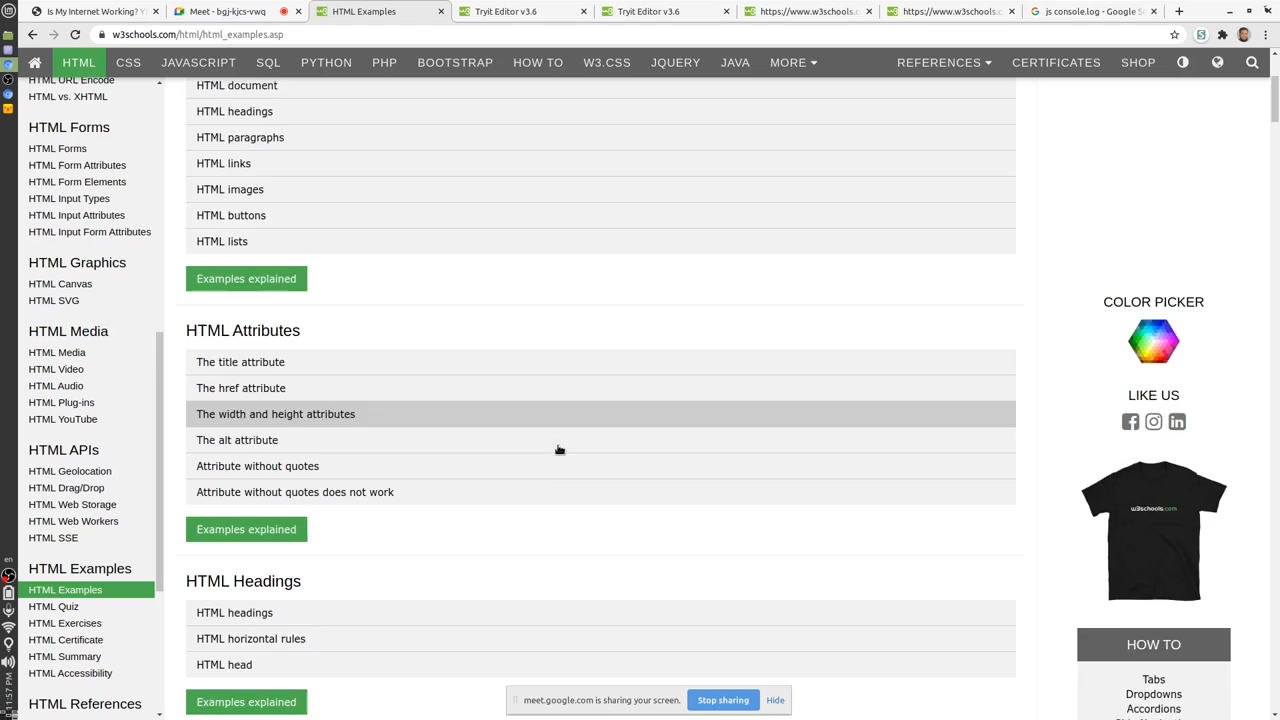 Is My Internet Working? Y
Meet - bgj-kjcs-vwq
HTML Examples
Tryit Editor v3.6
Tryit Editor v3.6
https://www.w3schools.c
https://www.w3schools.c
js console.log - Google S
w3schools.com/html/html_examples.asp
HTML CSS JAVASCRIPT SQL PYTHON PHP BOOTSTRAP HOW TO W3.CSS JQUERY JAVA MORE REFERENCES CERTIFICATES SHOP
HTML URL Encode
HTML vs. XHTML
HTML Forms
HTML Forms
HTML Form Attributes
HTML Form Elements
HTML Input Types
HTML Input Attributes
HTML Input Form Attributes
HTML Graphics
HTML Canvas
HTML SVG
HTML Media
HTML Media
HTML Video
HTML Audio
HTML Plug-ins
HTML YouTube
HTML APIs
HTML Geolocation
HTML Drag/Drop
HTML Web Storage
HTML Web Workers
HTML SSE
HTML Examples
HTML Examples
HTML Quiz
HTML Exercises
HTML Certificate
HTML Summary
HTML Accessibility
HTML References
HTML document
HTML headings
HTML paragraphs
HTML links
HTML images
HTML buttons
HTML lists
Examples explained
HTML Attributes
The title attribute
The href attribute
The width and height attributes
The alt attribute
Attribute without quotes
Attribute without quotes does not work
Examples explained
HTML Headings
HTML headings
HTML horizontal rules
HTML head
Examples explained
COLOR PICKER
LIKE US
w3schools.com
HOW TO
Tabs
Dropdowns
Accordions
meet.google.com is sharing your screen.
Stop sharing
Hide
en
11:57 PM